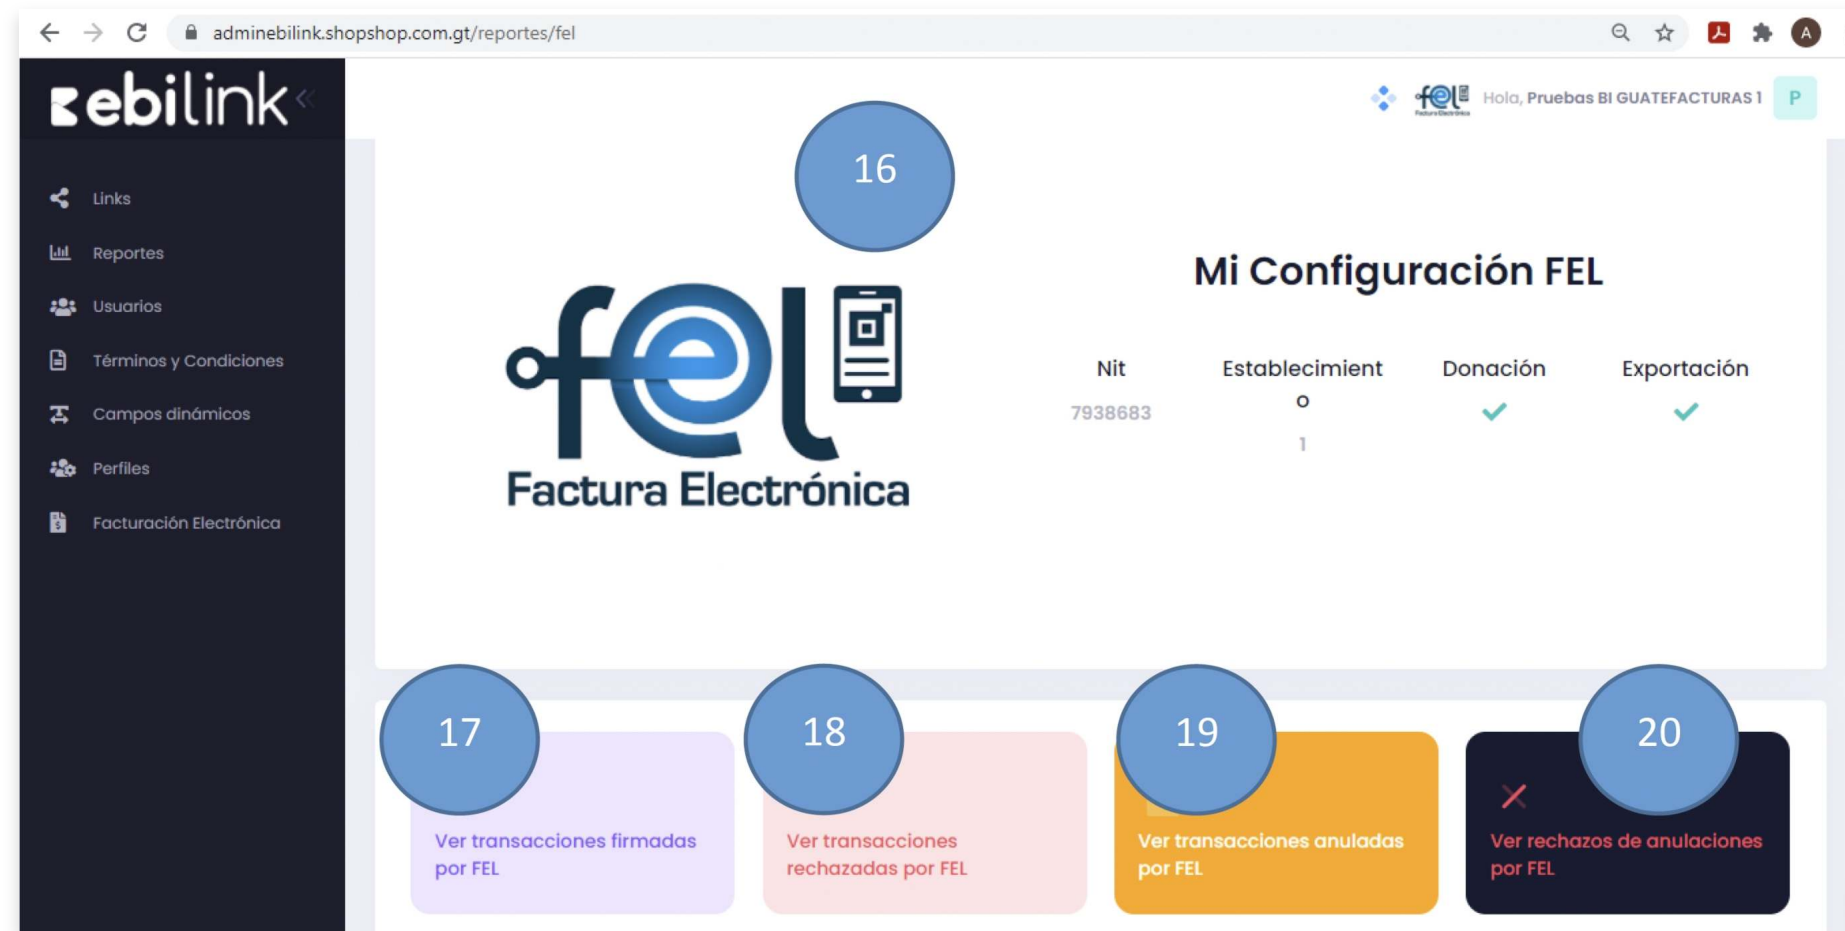 adminebilink.shopshop.com.gt/reportes/fel
A
ebilink
fel
Factura Electrónica
Hola, Pruebas BI GUATEFACTURAS 1
P
Links
Reportes
Usuarios
Términos y Condiciones
Campos dinámicos
Perfiles
Facturación Electrónica
16
fel
Factura Electrónica
Mi Configuración FEL
Nit Establecimient Donación Exportación
o
7938683
1
17 18 19 20
Ver transacciones firmadas
por FEL
Ver transacciones
rechazadas por FEL
Ver transacciones anuladas
por FEL
Ver rechazos de anulaciones
por FEL